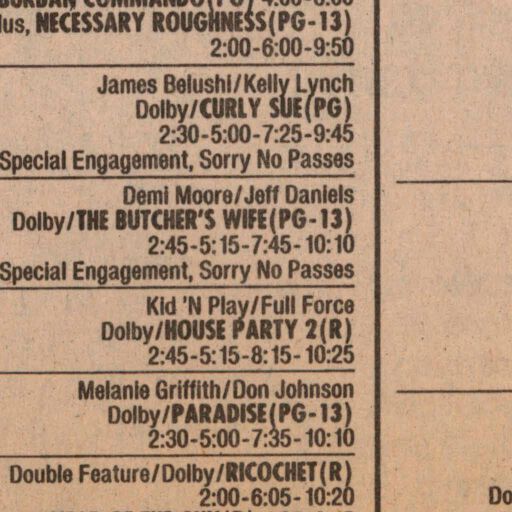 COMMANDO(PG)
lus, NECESSARY ROUGHNESS(PG-13)
2:00-6:00-9:50
James Belushi/Kelly Lynch
Dolby/CURLY SUE(PG)
2:30-5:00-7:25-9:45
Special Engagement, Sorry No Passes
Demi Moore/Jeff Daniels
Dolby/THE BUTCHER'S WIFE(PG-13)
2:45-5:15-7:45-10:10
Special Engagement, Sorry No Passes
Kid 'N Play/Full Force
Dolby/HOUSE PARTY 2(R)
2:45-5:15-8:15-10:25
Melanie Griffith/Don Johnson
Dolby/PARADISE(PG-13)
2:30-5:00-7:35-10:10
Double Feature/Dolby/RICOCHET(R)
2:00-6:05-10:20
Do